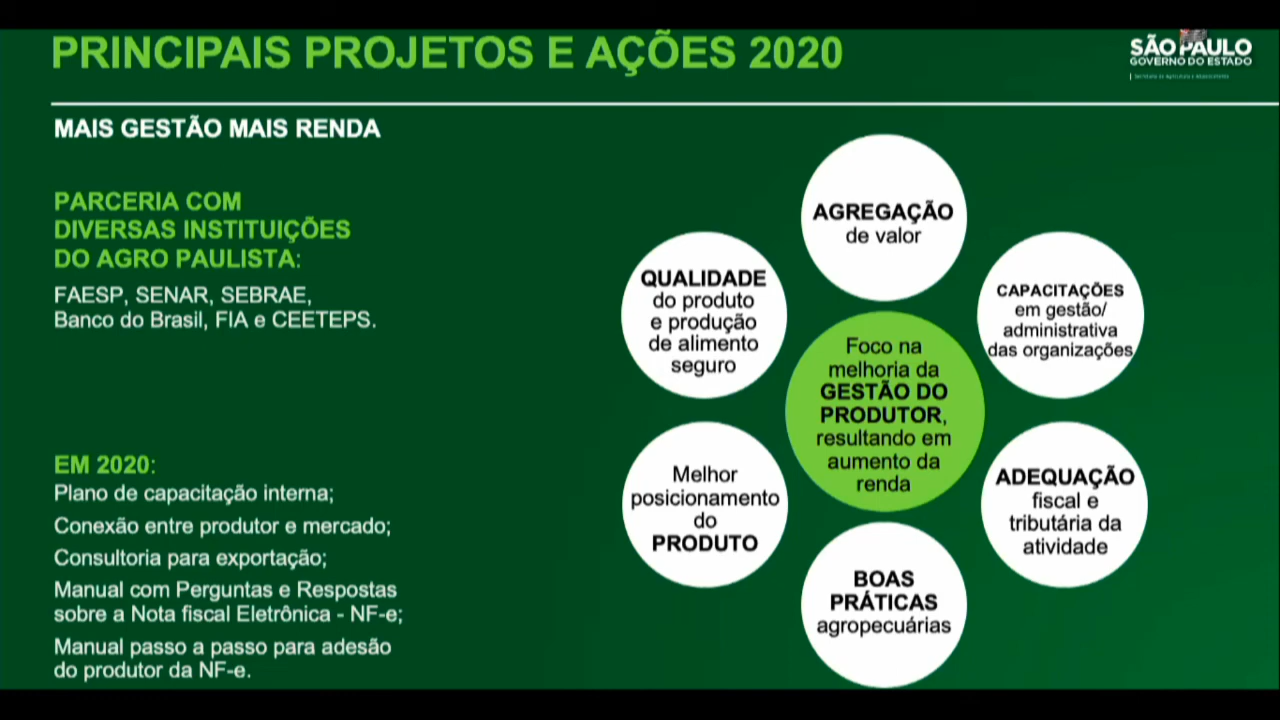 PRINCIPAIS PROJETOS E AÇÕES 2020
SÃO PAULO
GOVERNO DO ESTADO
Secretaria de Agricultura e Abastecimento
MAIS GESTÃO MAIS RENDA
PARCERIA COM
DIVERSAS INSTITUIÇÕES
DO AGRO PAULISTA:
FAESP, SENAR, SEBRAE,
Banco do Brasil, FIA e CEETEPS.
EM 2020:
Plano de capacitação interna;
Conexão entre produtor e mercado;
Consultoria para exportação;
Manual com Perguntas e Respostas
sobre a Nota fiscal Eletrônica - NF-e;
Manual passo a passo para adesão
do produtor da NF-e.
AGREGAÇÃO
de valor
QUALIDADE
do produto
e produção
de alimento
seguro
CAPACITAÇÕES
em gestão/
administrativa
das organizações
Foco na
melhoria da
GESTÃO DO
PRODUTOR,
resultando em
aumento da
renda
Melhor
posicionamento
do
PRODUTO
ADEQUAÇÃO
fiscal e
tributária da
atividade
BOAS
PRÁTICAS
agropecuárias